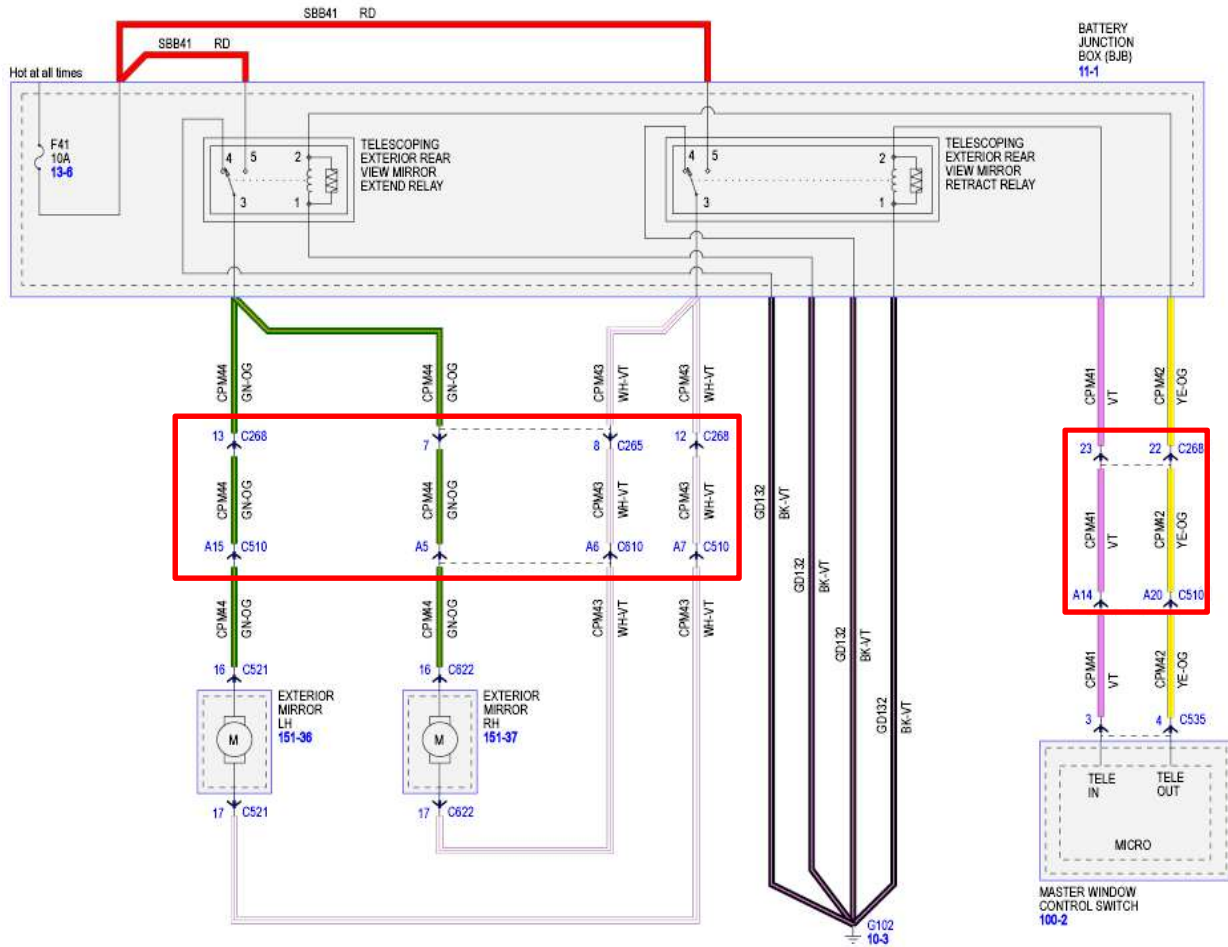 SBB41 RD
SBB41 RD
BATTERY
JUNCTION
BOX (BJB)
11-1
Hot at all times
F41
10A
13-6
4 5 2
3 1
TELESCOPING
EXTERIOR REAR
VIEW MIRROR
EXTEND RELAY
4 5 2
3 1
TELESCOPING
EXTERIOR REAR
VIEW MIRROR
RETRACT RELAY
CPM44 GN-OG
CPM44 GN-OG
CPM43 WH-VT
CPM43 WH-VT
CPM41 VT
CPM42 YE-OG
13 C268
7
8 C265
12 C268
23
22 C268
CPM44 GN-OG
CPM44 GN-OG
CPM43 WH-VT
CPM43 WH-VT
GD132 BK-VT
GD132 BK-VT
GD132 BK-VT
GD132 BK-VT
CPM41 VT
CPM42 YE-OG
A15 C510
A5
A6 C610
A7 C510
A14
A20 C510
CPM44 GN-OG
CPM44 GN-OG
CPM43 WH-VT
CPM43 WH-VT
CPM41 VT
CPM42 YE-OG
16 C521
16 C622
3
4 C535
M
EXTERIOR
MIRROR
LH
151-36
M
EXTERIOR
MIRROR
RH
151-37
17 C521
17 C622
TELE
IN
TELE
OUT
MICRO
MASTER WINDOW
CONTROL SWITCH
100-2
G102
10-3